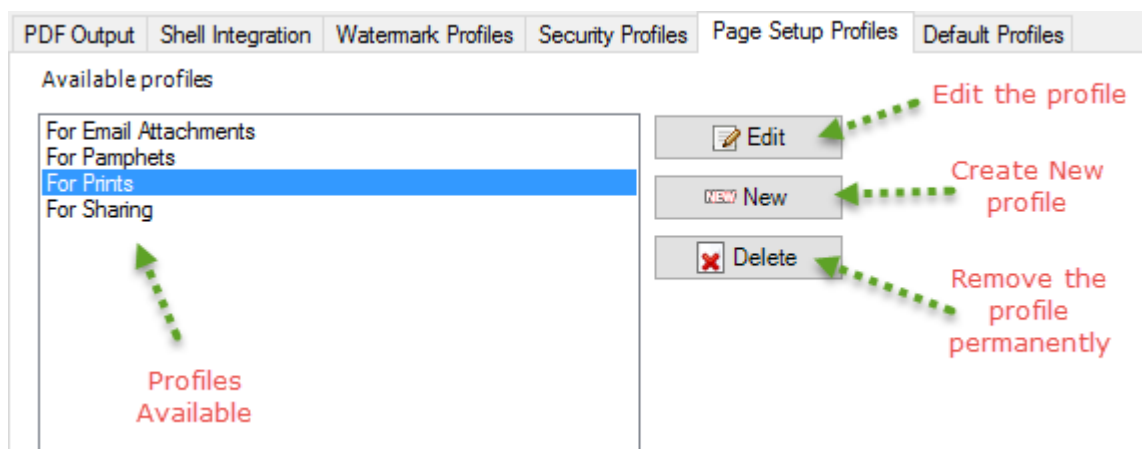 PDF Output Shell Integration Watermark Profiles Security Profiles Page Setup Profiles Default Profiles
Available profiles
For Email Attachments
For Pamphets
For Prints
For Sharing
Edit
NEW New
Delete
Edit the profile
Create New
profile
Remove the
profile
permanently
Profiles
Available